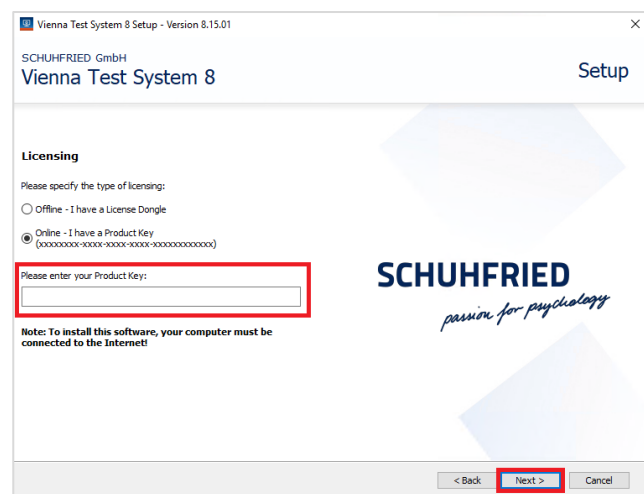 Vienna Test System 8 Setup - Version 8.15.01
SCHUHFRIED GmbH
Vienna Test System 8
Setup
Licensing
Please specify the type of licensing:
Offline - I have a License Dongle
Online - I have a Product Key
(xxxxxxxx-xxxx-xxxx-xxxx-xxxxxxxxxxxx)
Please enter your Product Key:
Note: To install this software, your computer must be
connected to the Internet!
SCHUHFRIED
passion for psychology
< Back
Next >
Cancel